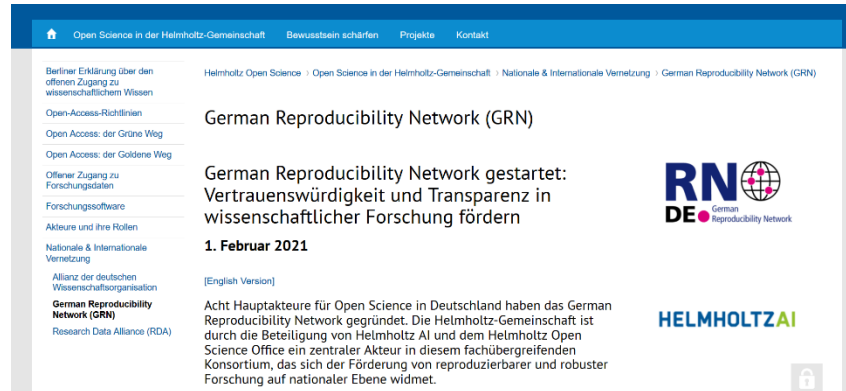 Open Science in der Helmholtz-Gemeinschaft Bewusstsein schärfen Projekte Kontakt
Berliner Erklärung über den
offenen Zugang zu
wissenschaftlichem Wissen
Open-Access-Richtlinien
Open Access: der Grüne Weg
Open Access: der Goldene Weg
Offener Zugang zu
Forschungsdaten
Forschungssoftware
Akteure und ihre Rollen
Nationale & Internationale
Vernetzung
Allianz der deutschen
Wissenschaftsorganisation
German Reproducibility
Network (GRN)
Research Data Alliance (RDA)
Helmholtz Open Science › Open Science in der Helmholtz-Gemeinschaft › Nationale & Internationale Vernetzung › German Reproducibility Network (GRN)
German Reproducibility Network (GRN)
German Reproducibility Network gestartet:
Vertrauenswürdigkeit und Transparenz in
wissenschaftlicher Forschung fördern
1. Februar 2021
[English Version]
Acht Hauptakteure für Open Science in Deutschland haben das German
Reproducibility Network gegründet. Die Helmholtz-Gemeinschaft ist
durch die Beteiligung von Helmholtz AI und dem Helmholtz Open
Science Office ein zentraler Akteur in diesem fachübergreifenden
Konsortium, das sich der Förderung von reproduzierbarer und robuster
Forschung auf nationaler Ebene widmet.
RN
DE German
Reproducibility Network
HELMHOLTZAI